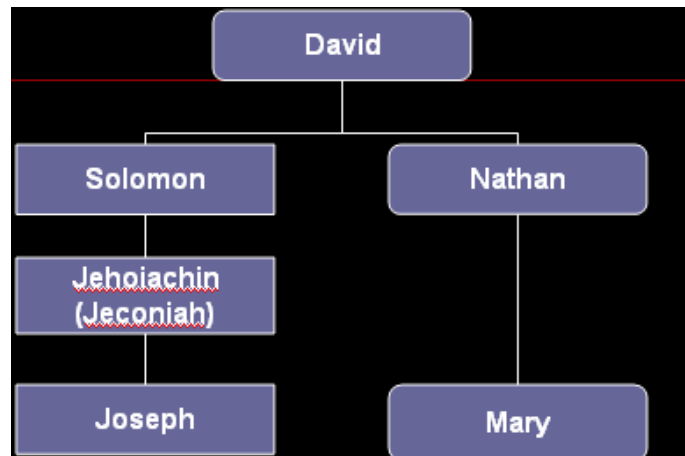 David
Solomon
Nathan
Jehoiachin
(Jeconiah)
Joseph
Mary